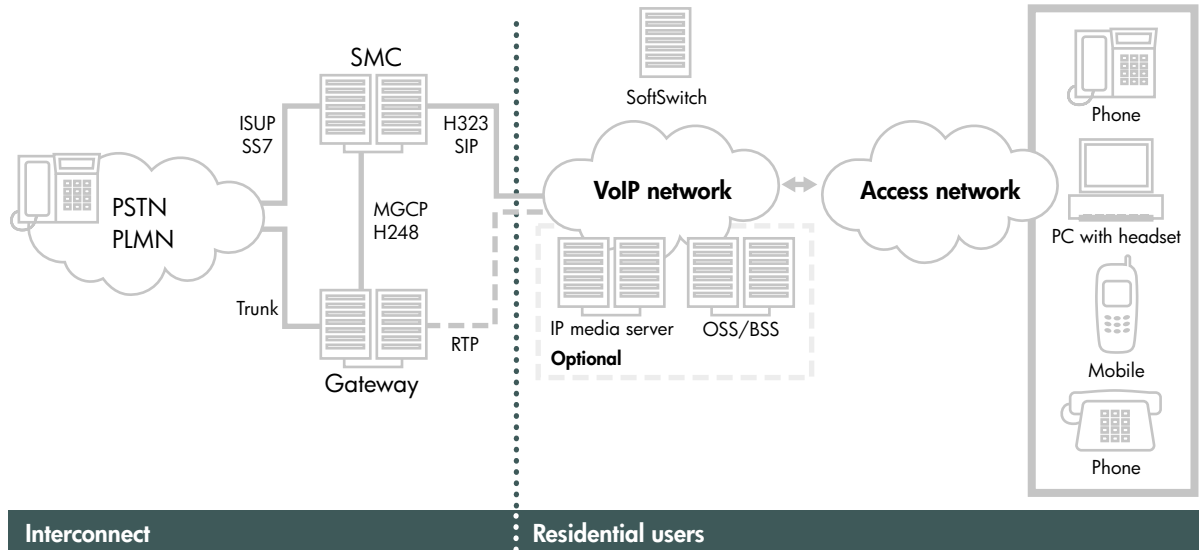 SMC
ISUP
SS7
H323
SIP
PSTN
PLMN
MGCP
H248
Trunk
Gateway
RTP
SoftSwitch
VoIP network
IP media server
OSS/BSS
Optional
Access network
Phone
PC with headset
Mobile
Phone
Interconnect
Residential users